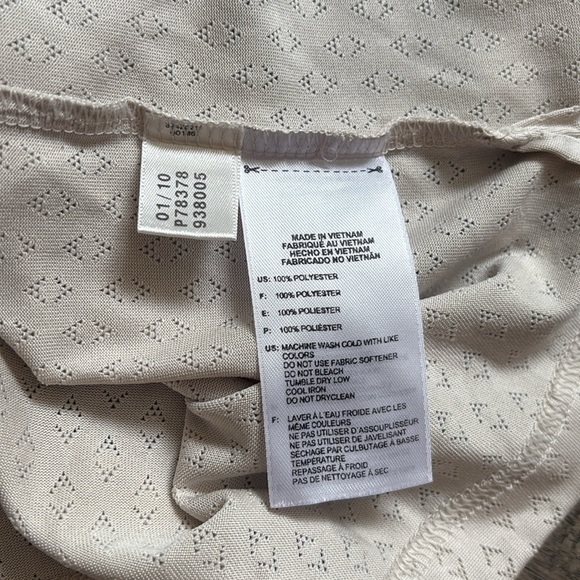 01/10
P78378
938005
MADE IN VIETNAM
FABRIQUÉ AU VIETNAM
HECHO EN VIETNAM
FABRICADO NO VIETNÃN
US: 100% POLYESTER
F: 100% POLYESTER
E: 100% POLIESTER
P: 100% POLIÉSTER
US: MACHINE WASH COLD WITH LIKE
COLORS
DO NOT USE FABRIC SOFTENER
DO NOT BLEACH
TUMBLE DRY LOW
COOL IRON
DO NOT DRYCLEAN
F: LAVER À L'EAU FROIDE AVEC LES
MÊME COULEURS
NE PAS UTILISER D'ASSOUPLISSEUR
NE PAS UTILISER DE JAVELISANT
SÉCHAGE PAR CULBUTAGE À BASSE
TEMPÉRATURE
REPASSAGE À FROID
PAS DE NETTOYAGE À SEC